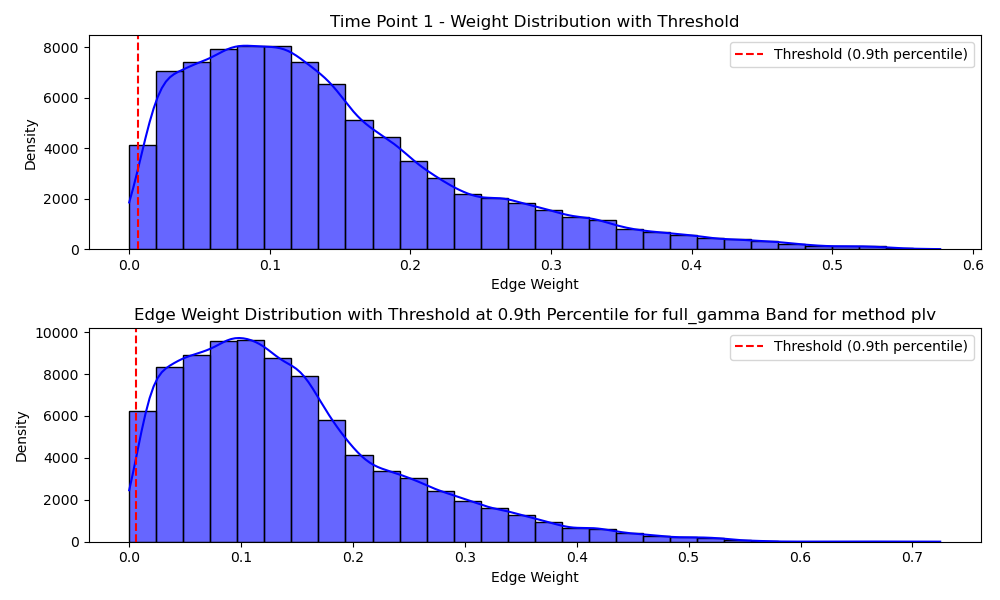 Time Point 1 - Weight Distribution with Threshold
Threshold (0.9th percentile)
8000
6000
4000
2000
0
Density
0.0 0.1 0.2 0.3 0.4 0.5 0.6
Edge Weight
Edge Weight Distribution with Threshold at 0.9th Percentile for full_gamma Band for method plv
Threshold (0.9th percentile)
10000
8000
6000
4000
2000
0
Density
0.0 0.1 0.2 0.3 0.4 0.5 0.6 0.7
Edge Weight